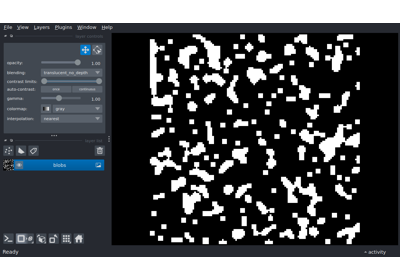 File View Layers Plugins Window Help
opacity: 1.00
blending: translucent_no_depth
contrast limits:
auto-contrast: once continuous
gamma: 1.00
colormap: gray
interpolation: nearest
blobs
Ready activity